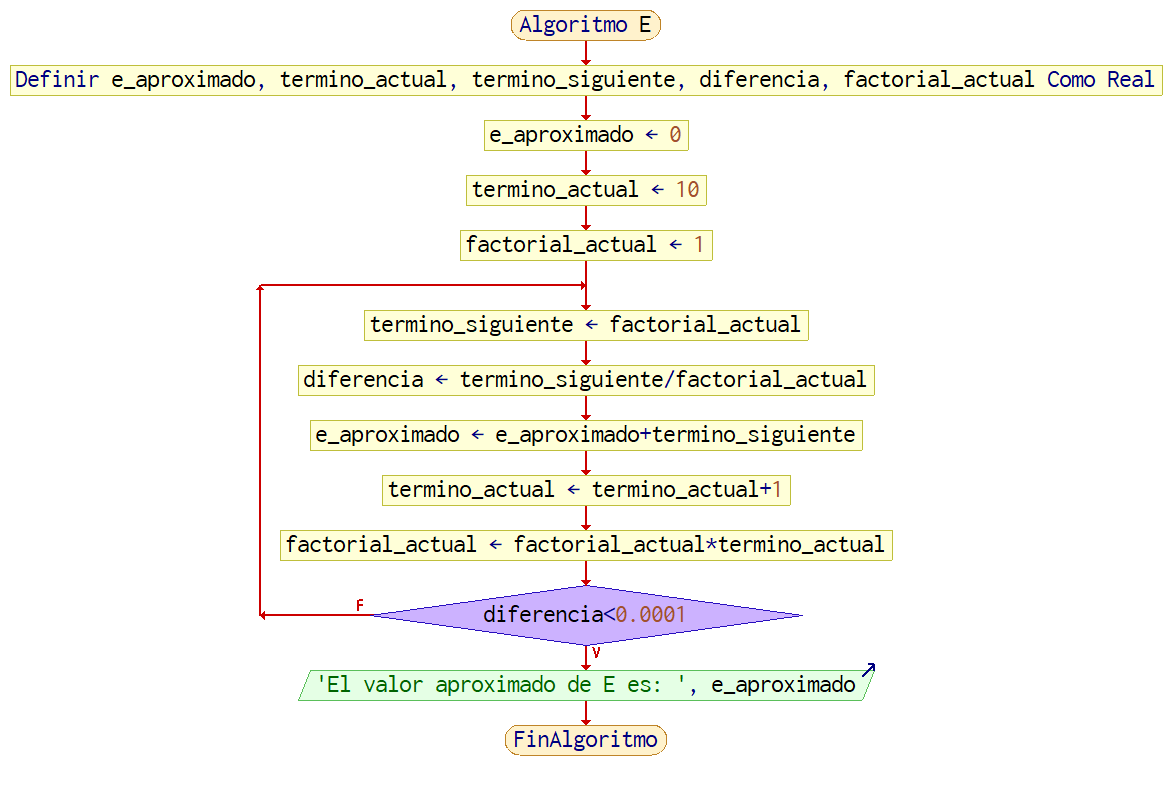 Algoritmo E
Definir e_aproximado, termino_actual, termino_siguiente, diferencia, factorial_actual Como Real
e_aproximado ← 0
termino_actual ← 10
factorial_actual ← 1
termino_siguiente ← factorial_actual
diferencia ← termino_siguiente/factorial_actual
e_aproximado ← e_aproximado+termino_siguiente
termino_actual ← termino_actual+1
factorial_actual ← factorial_actual*termino_actual
F
diferencia<0.0001
V
'El valor aproximado de E es: ', e_aproximado
FinAlgoritmo